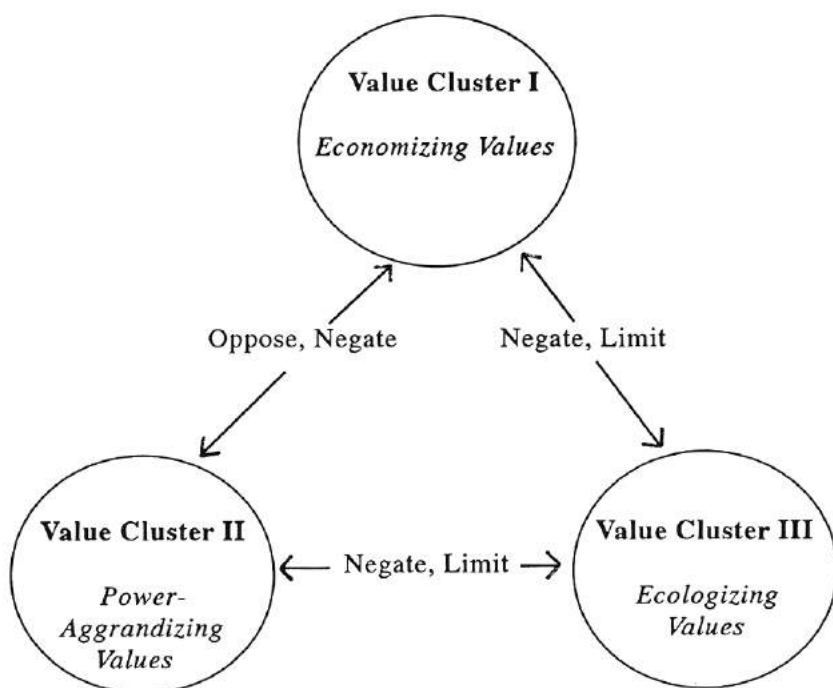 Value Cluster I
Economizing Values
Oppose, Negate
Negate, Limit
Value Cluster II
Power-
Aggrandizing
Values
Negate, Limit
Value Cluster III
Ecologizing
Values